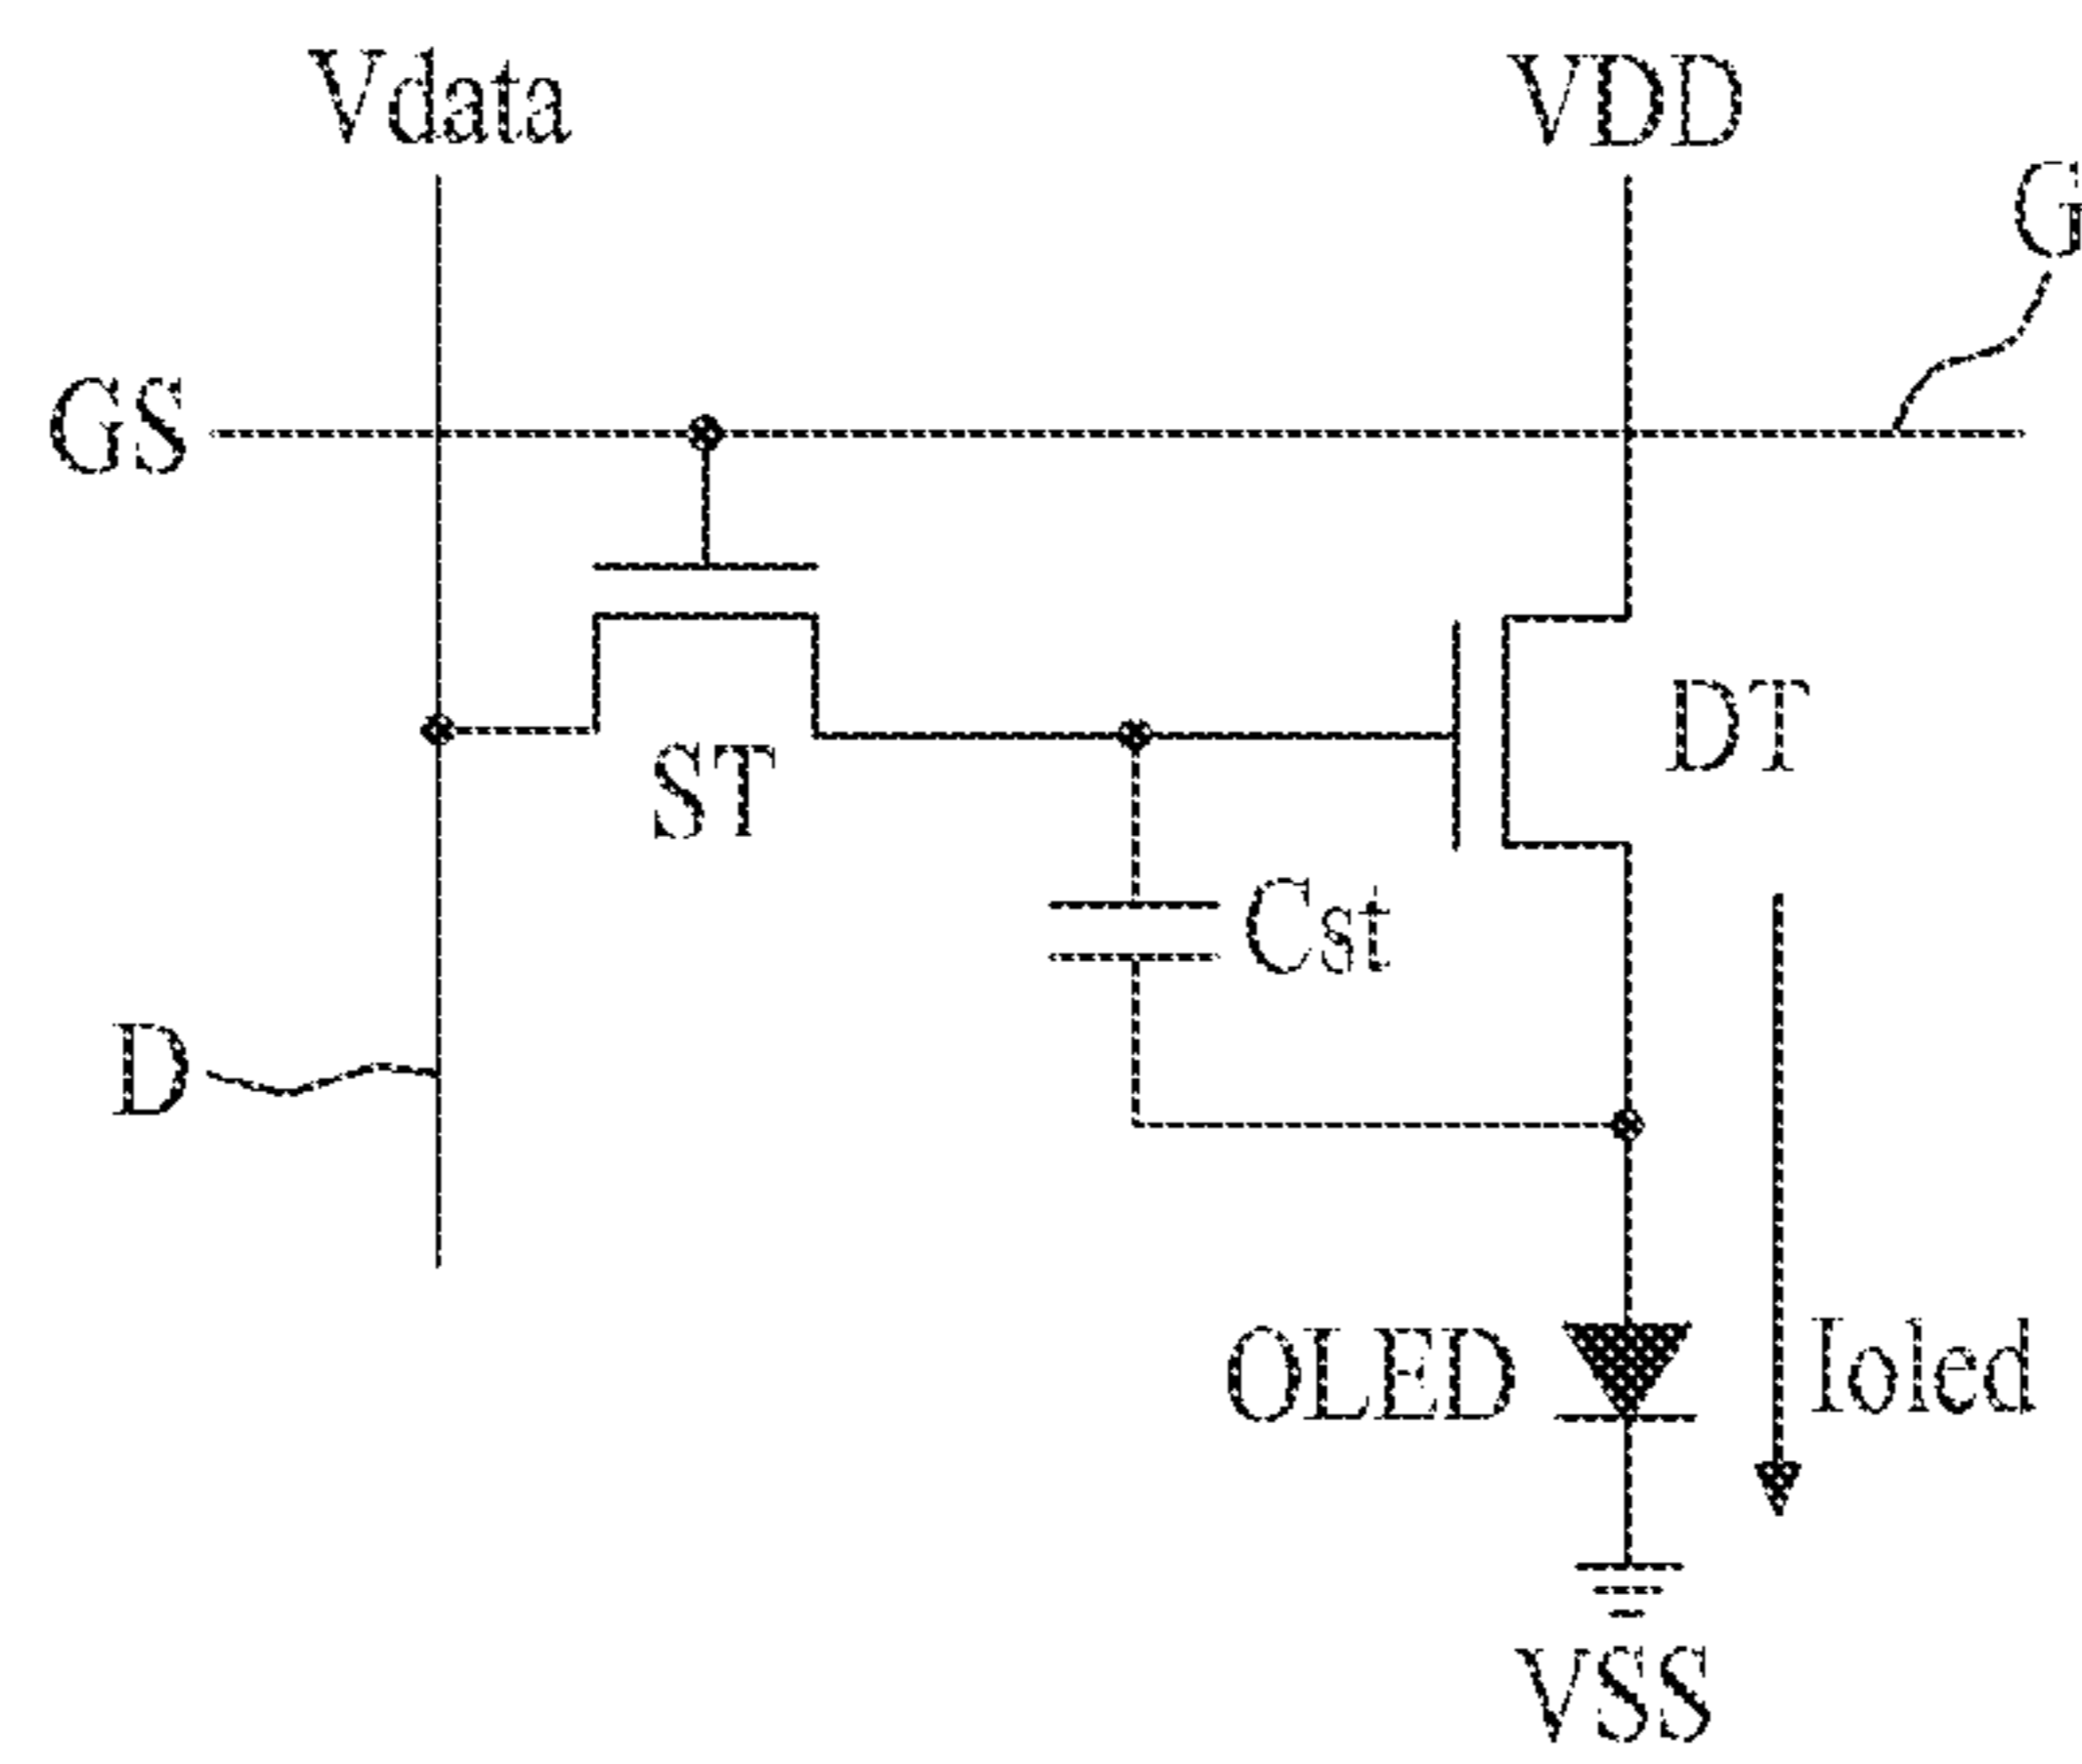 Vdata
VDD
G
GS
DT
ST
Cst
D
OLED
Ioled
VSS